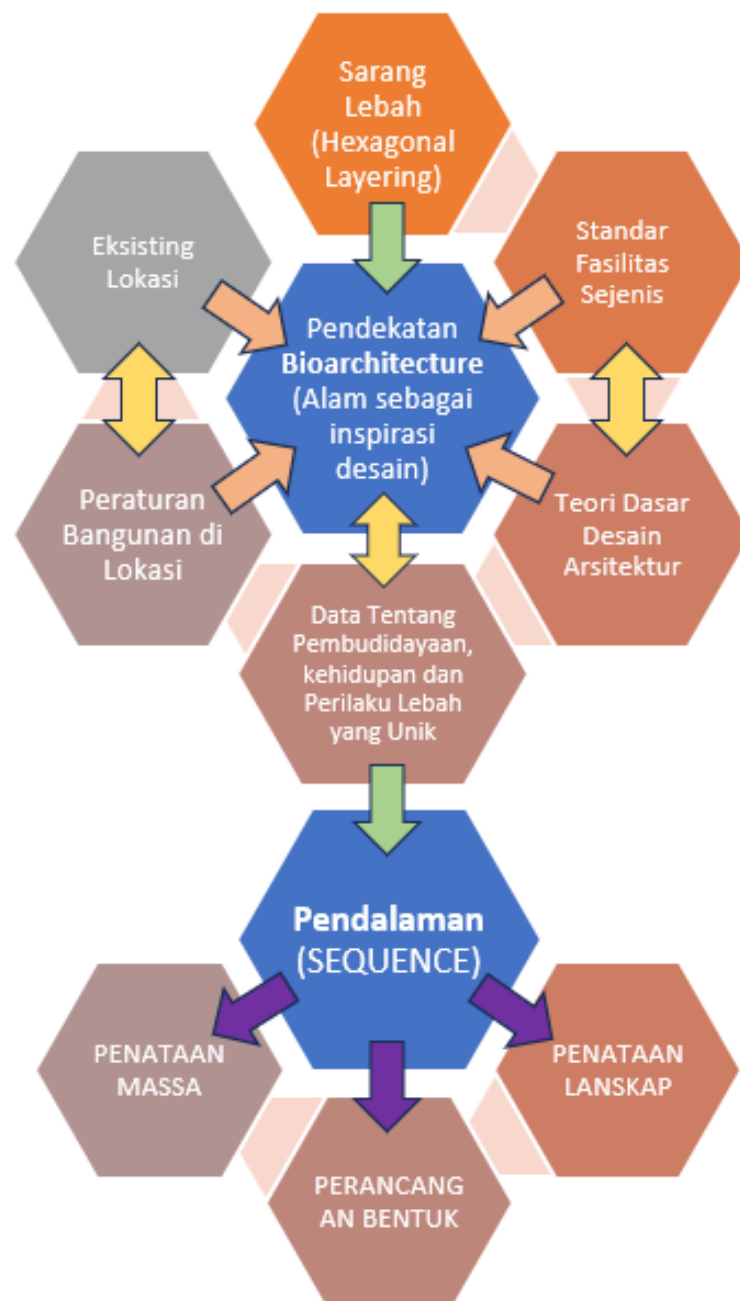 Sarang
Lebah
(Hexagonal
Layering)
Eksisting
Lokasi
Standar
Fasilitas
Sejenis
Pendekatan
Bioarchitecture
(Alam sebagai
inspirasi
desain)
Peraturan
Bangunan di
Lokasi
Teori Dasar
Desain
Arsitektur
Data Tentang
Pembudidayaan,
kehidupan dan
Perilaku Lebah
yang Unik
Pendalaman
(SEQUENCE)
PENATAAN
MASSA
PENATAAN
LANSKAP
PERANCANG
AN BENTUK